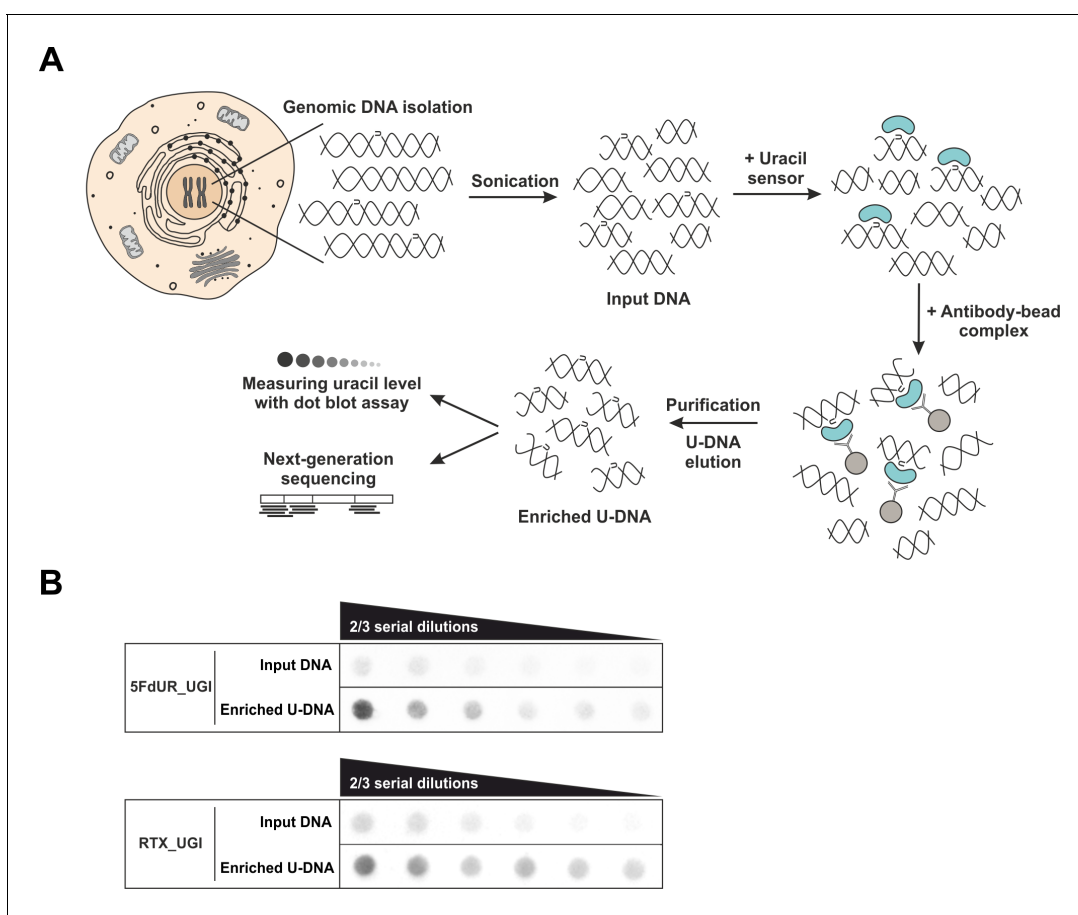 A
Genomic DNA isolation
Sonication
Input DNA
+ Uracil
sensor
+ Antibody-bead
complex
Purification
U-DNA
elution
Enriched U-DNA
Measuring uracil level
with dot blot assay
Next-generation
sequencing
B
2/3 serial dilutions
5FdUR_UGI
Input DNA
Enriched U-DNA
2/3 serial dilutions
RTX_UGI
Input DNA
Enriched U-DNA